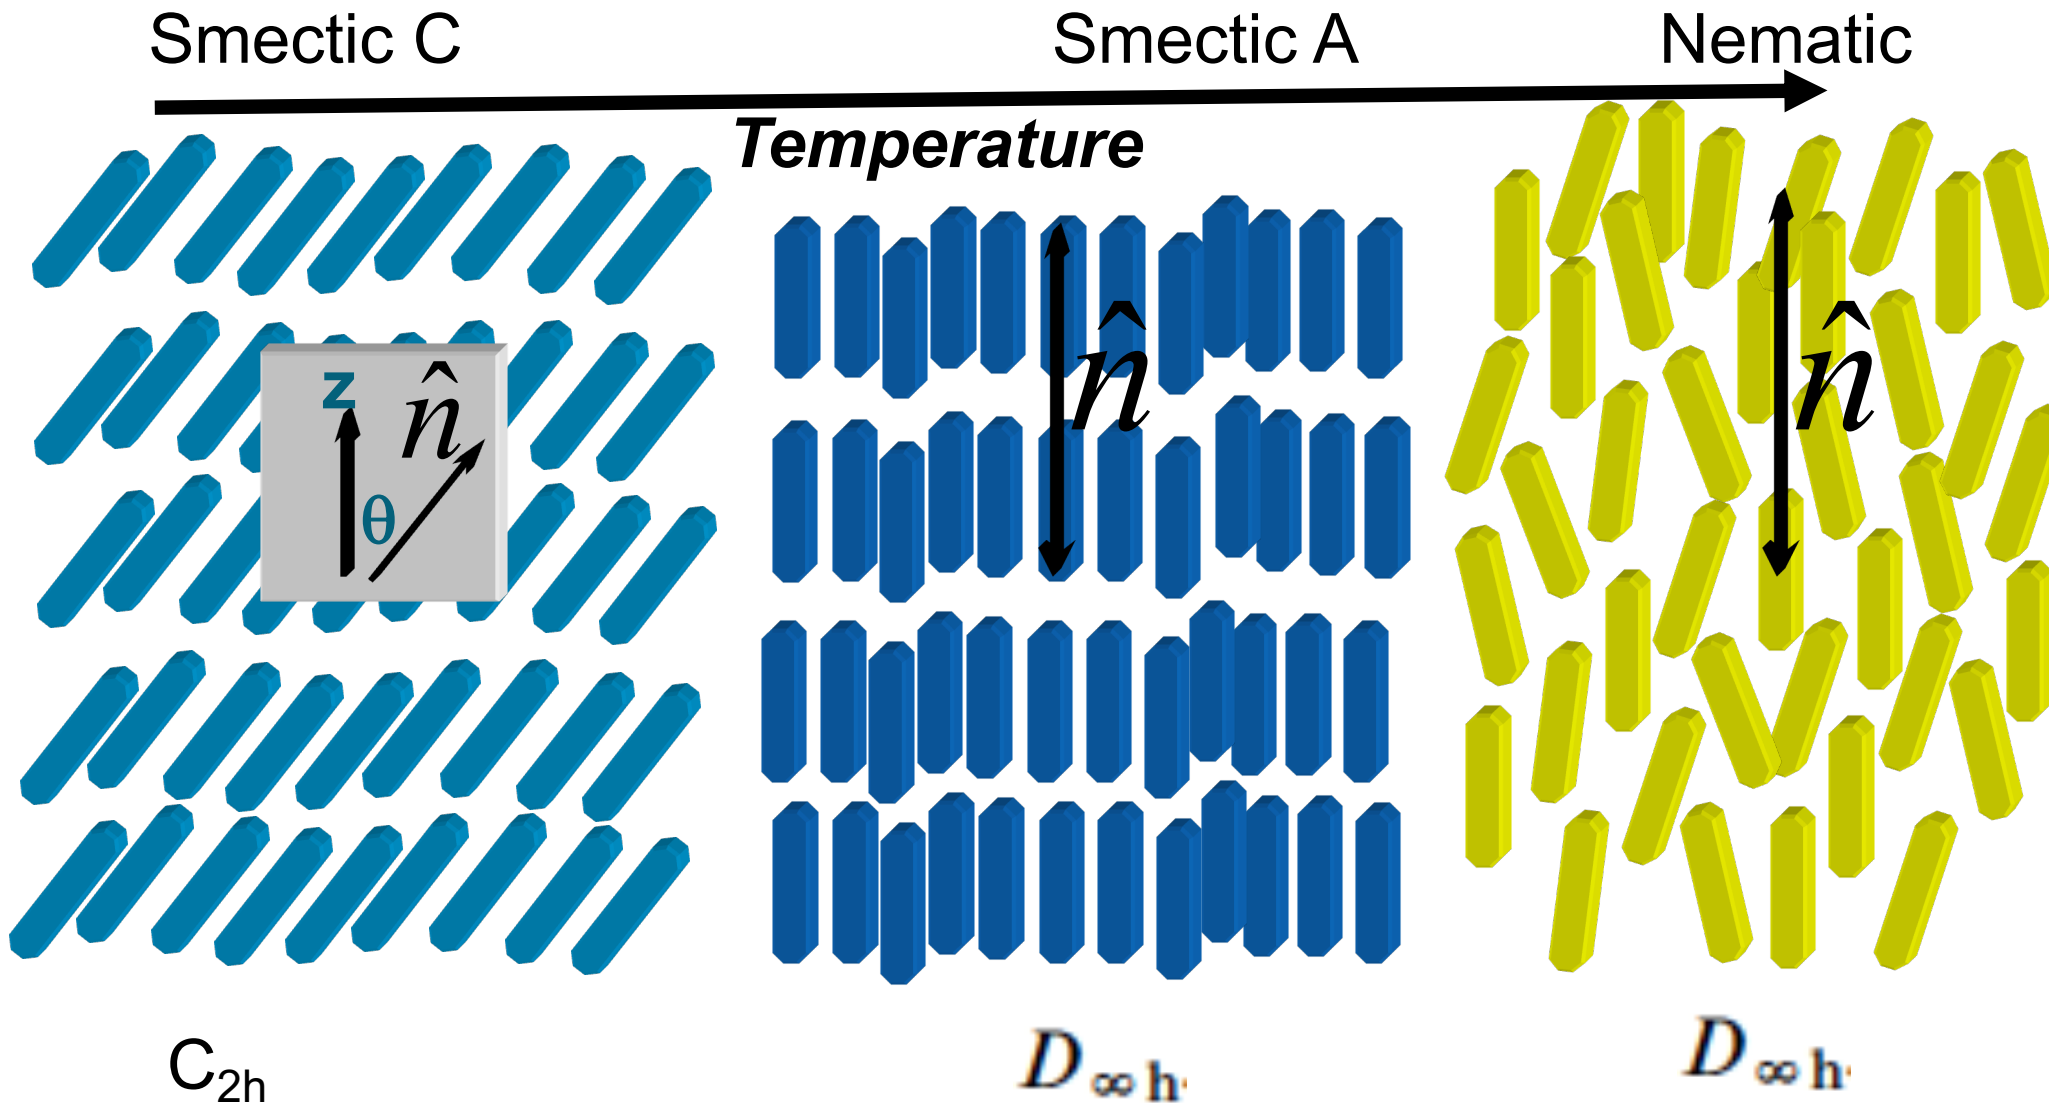 Smectic C
Smectic A
Nematic
Temperature
z
n̂
θ
n̂
n̂
C₂ₕ
D∞ h.
D∞ h.